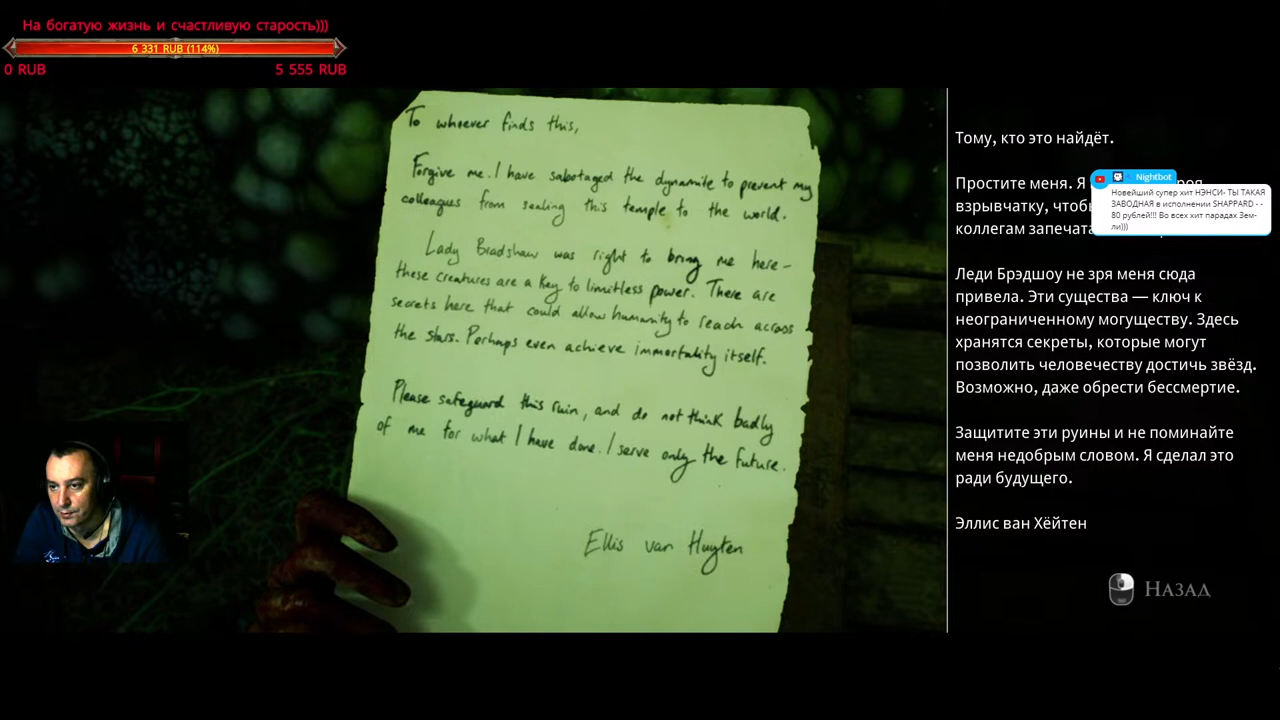 На богатую жизнь и счастливую старость)))
6 331 RUB (114%)
0 RUB
5 555 RUB
To whoever finds this,
Forgive me. I have sabotaged the dynamite to prevent my
colleagues from sealing this temple to the world.
Lady Bradshaw was right to bring me here –
these creatures are a key to limitless power. There are
secrets here that could allow humanity to reach across
the stars. Perhaps even achieve immortality itself.
Please safeguard this ruin, and do not think badly
of me for what I have done. I serve only the future.
Ellis van Huyten
Тому, кто это найдёт.
Простите меня. Я
взрывчатку, чтобы
коллегам запечата
Nightbot
Новейший супер хит НЭНСИ- ТЫ ТАКАЯ
ЗАВОДНАЯ в исполнении SHAPPARD - -
80 рублей!!! Во всех хит парадах Зем-
ли)))
Леди Брэдшоу не зря меня сюда
привела. Эти существа — ключ к
неограниченному могуществу. Здесь
хранятся секреты, которые могут
позволить человечеству достичь звёзд.
Возможно, даже обрести бессмертие.
Защитите эти руины и не поминайте
меня недобрым словом. Я сделал это
ради будущего.
Эллис ван Хёйтен
Назад